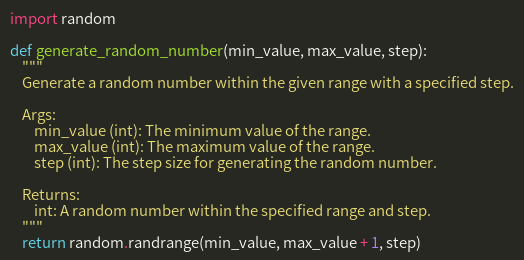 import random

def generate_random_number(min_value, max_value, step):
    """
    Generate a random number within the given range with a specified step.

    Args:
        min_value (int): The minimum value of the range.
        max_value (int): The maximum value of the range.
        step (int): The step size for generating the random number.

    Returns:
        int: A random number within the specified range and step.
    """
    return random.randrange(min_value, max_value + 1, step)